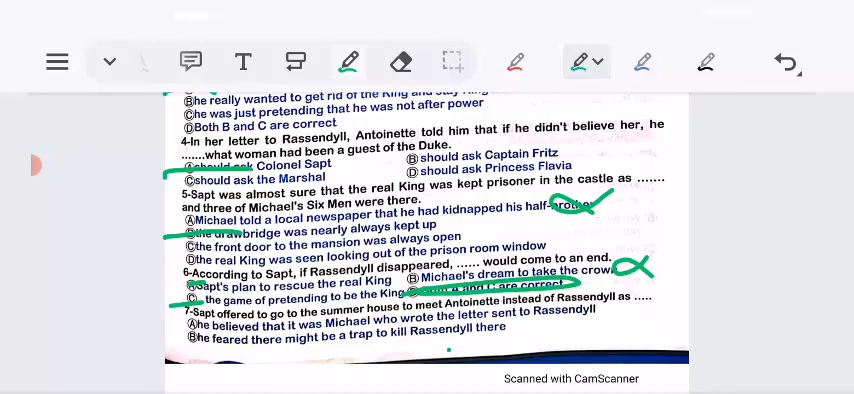 T
Ⓑhe really wanted to get rid of the King and stay King
Ⓒhe was just pretending that he was not after power
ⒹBoth B and C are correct
4-In her letter to Rassendyll, Antoinette told him that if he didn't believe her, he
.......what woman had been a guest of the Duke.
Ⓐshould ask Colonel Sapt Ⓑ should ask Captain Fritz
Ⓒshould ask the Marshal Ⓓ should ask Princess Flavia
5-Sapt was almost sure that the real King was kept prisoner in the castle as .......
and three of Michael's Six Men were there.
ⒶMichael told a local newspaper that he had kidnapped his half-brother
Ⓑthe drawbridge was nearly always kept up
Ⓒthe front door to the mansion was always open
Ⓓthe real King was seen looking out of the prison room window
6-According to Sapt, if Rassendyll disappeared, ...... would come to an end.
ⒶSapt's plan to rescue the real King Ⓑ Michael's dream to take the crown
Ⓒ the game of pretending to be the King A and C are correct
7-Sapt offered to go to the summer house to meet Antoinette instead of Rassendyll as .....
Ⓐhe believed that it was Michael who wrote the letter sent to Rassendyll
Ⓑhe feared there might be a trap to kill Rassendyll there
Scanned with CamScanner